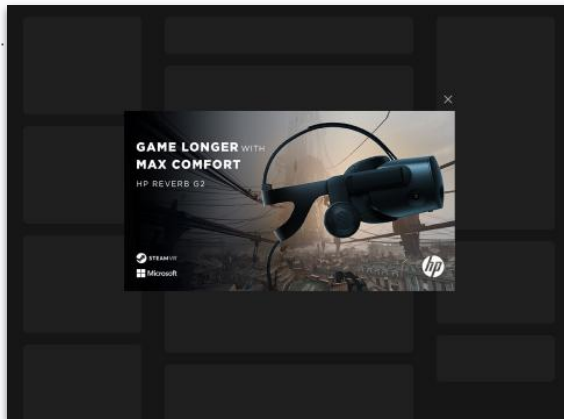 GAME LONGER WITH
MAX COMFORT
HP REVERB G2
STEAMVR
Microsoft
hp